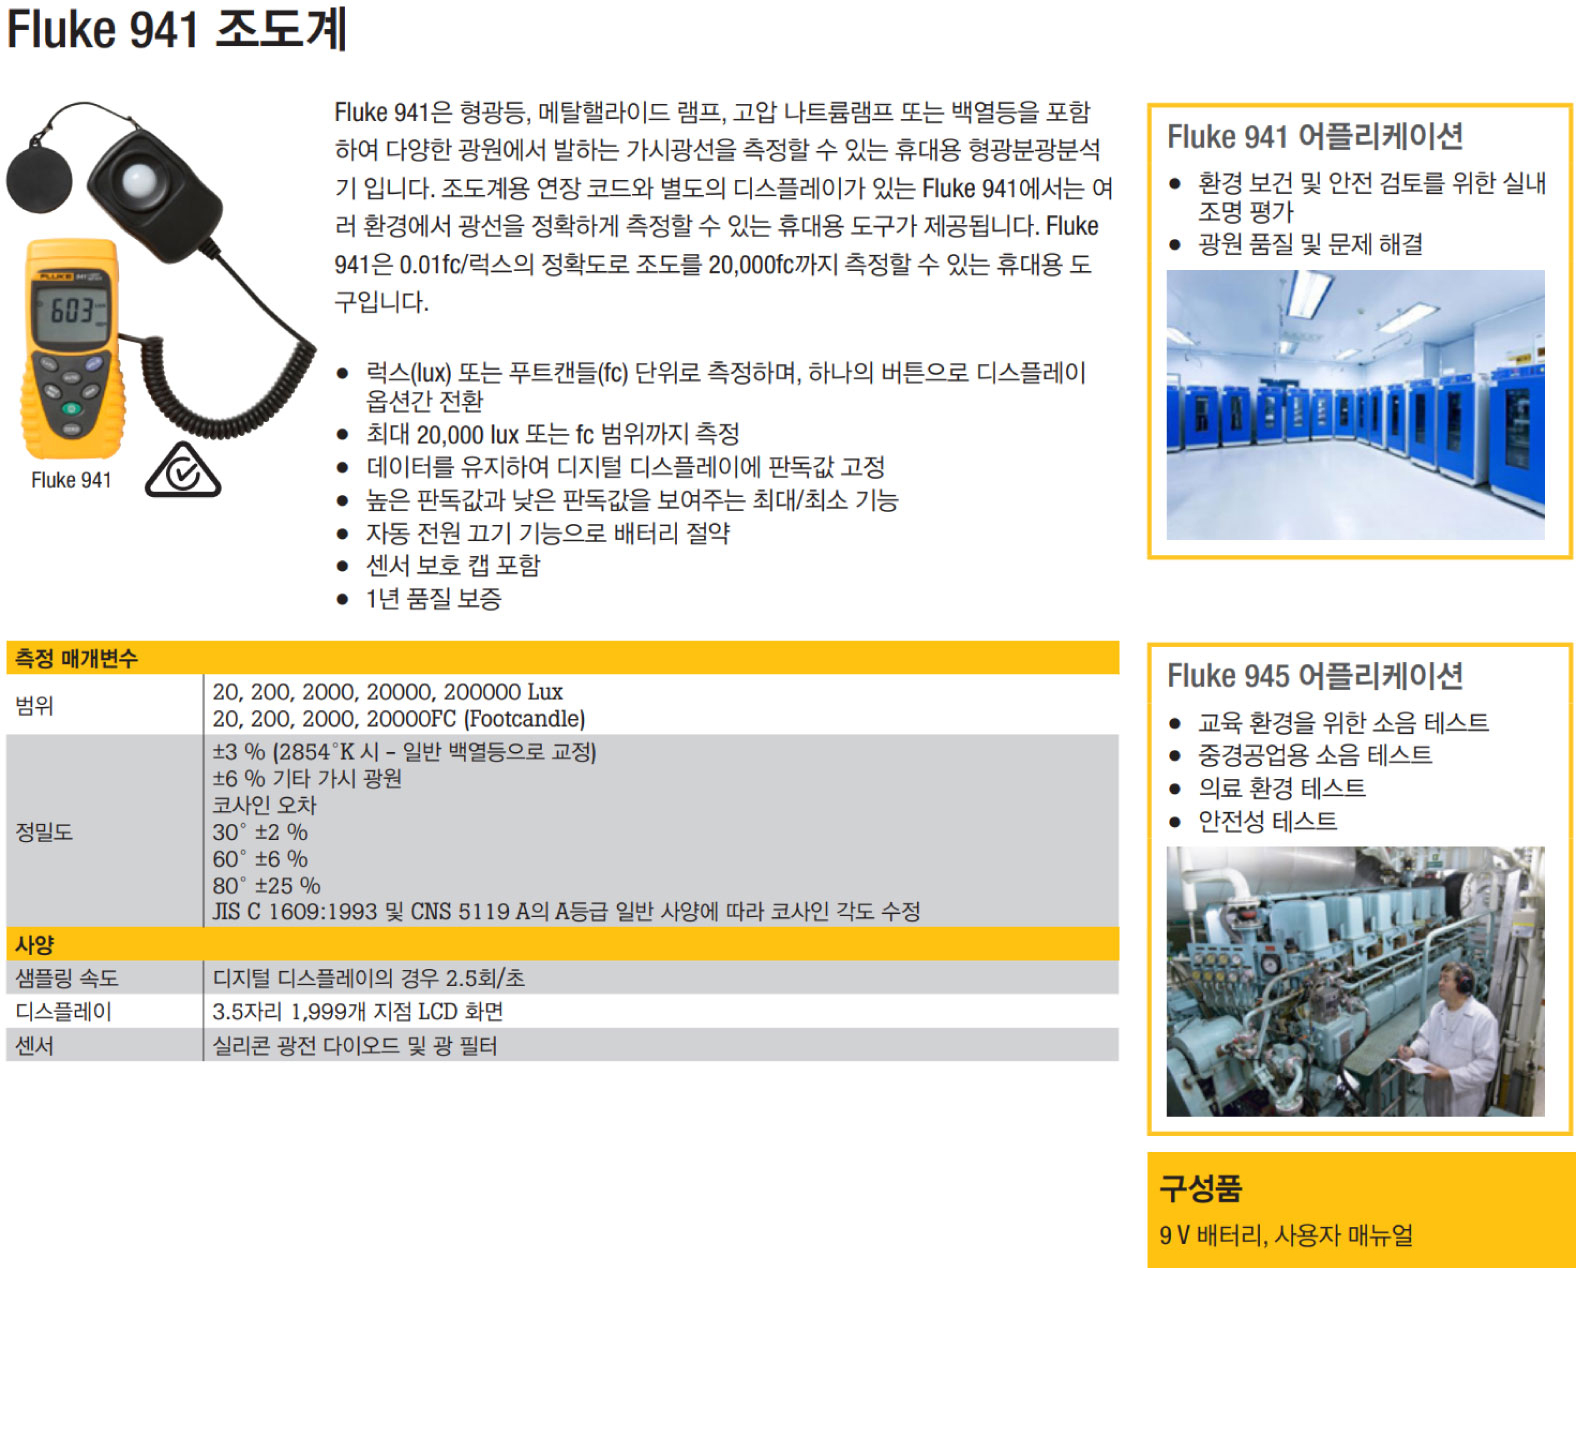 Fluke 941 조도계
FLUKE 941
603
Fluke 941
Fluke 941은 형광등, 메탈핼라이드 램프, 고압 나트륨램프 또는 백열등을 포함
하여 다양한 광원에서 발하는 가시광선을 측정할 수 있는 휴대용 형광분광분석
기 입니다. 조도계용 연장 코드와 별도의 디스플레이가 있는 Fluke 941에서는 여
러 환경에서 광선을 정확하게 측정할 수 있는 휴대용 도구가 제공됩니다. Fluke
941은 0.01fc/럭스의 정확도로 조도를 20,000fc까지 측정할 수 있는 휴대용 도
구입니다.
● 럭스(lux) 또는 푸트캔들(fc) 단위로 측정하며, 하나의 버튼으로 디스플레이
옵션간 전환
● 최대 20,000 lux 또는 fc 범위까지 측정
● 데이터를 유지하여 디지털 디스플레이에 판독값 고정
● 높은 판독값과 낮은 판독값을 보여주는 최대/최소 기능
● 자동 전원 끄기 기능으로 배터리 절약
● 센서 보호 캡 포함
● 1년 품질 보증
측정 매개변수
범위
20, 200, 2000, 20000, 200000 Lux
20, 200, 2000, 20000FC (Footcandle)
정밀도
±3 % (2854°K 시 – 일반 백열등으로 교정)
±6 % 기타 가시 광원
코사인 오차
30° ±2 %
60° ±6 %
80° ±25 %
JIS C 1609:1993 및 CNS 5119 A의 A등급 일반 사양에 따라 코사인 각도 수정
사양
샘플링 속도 디지털 디스플레이의 경우 2.5회/초
디스플레이 3.5자리 1,999개 지점 LCD 화면
센서 실리콘 광전 다이오드 및 광 필터
Fluke 941 어플리케이션
● 환경 보건 및 안전 검토를 위한 실내
조명 평가
● 광원 품질 및 문제 해결
Fluke 945 어플리케이션
● 교육 환경을 위한 소음 테스트
● 중경공업용 소음 테스트
● 의료 환경 테스트
● 안전성 테스트
구성품
9 V 배터리, 사용자 매뉴얼